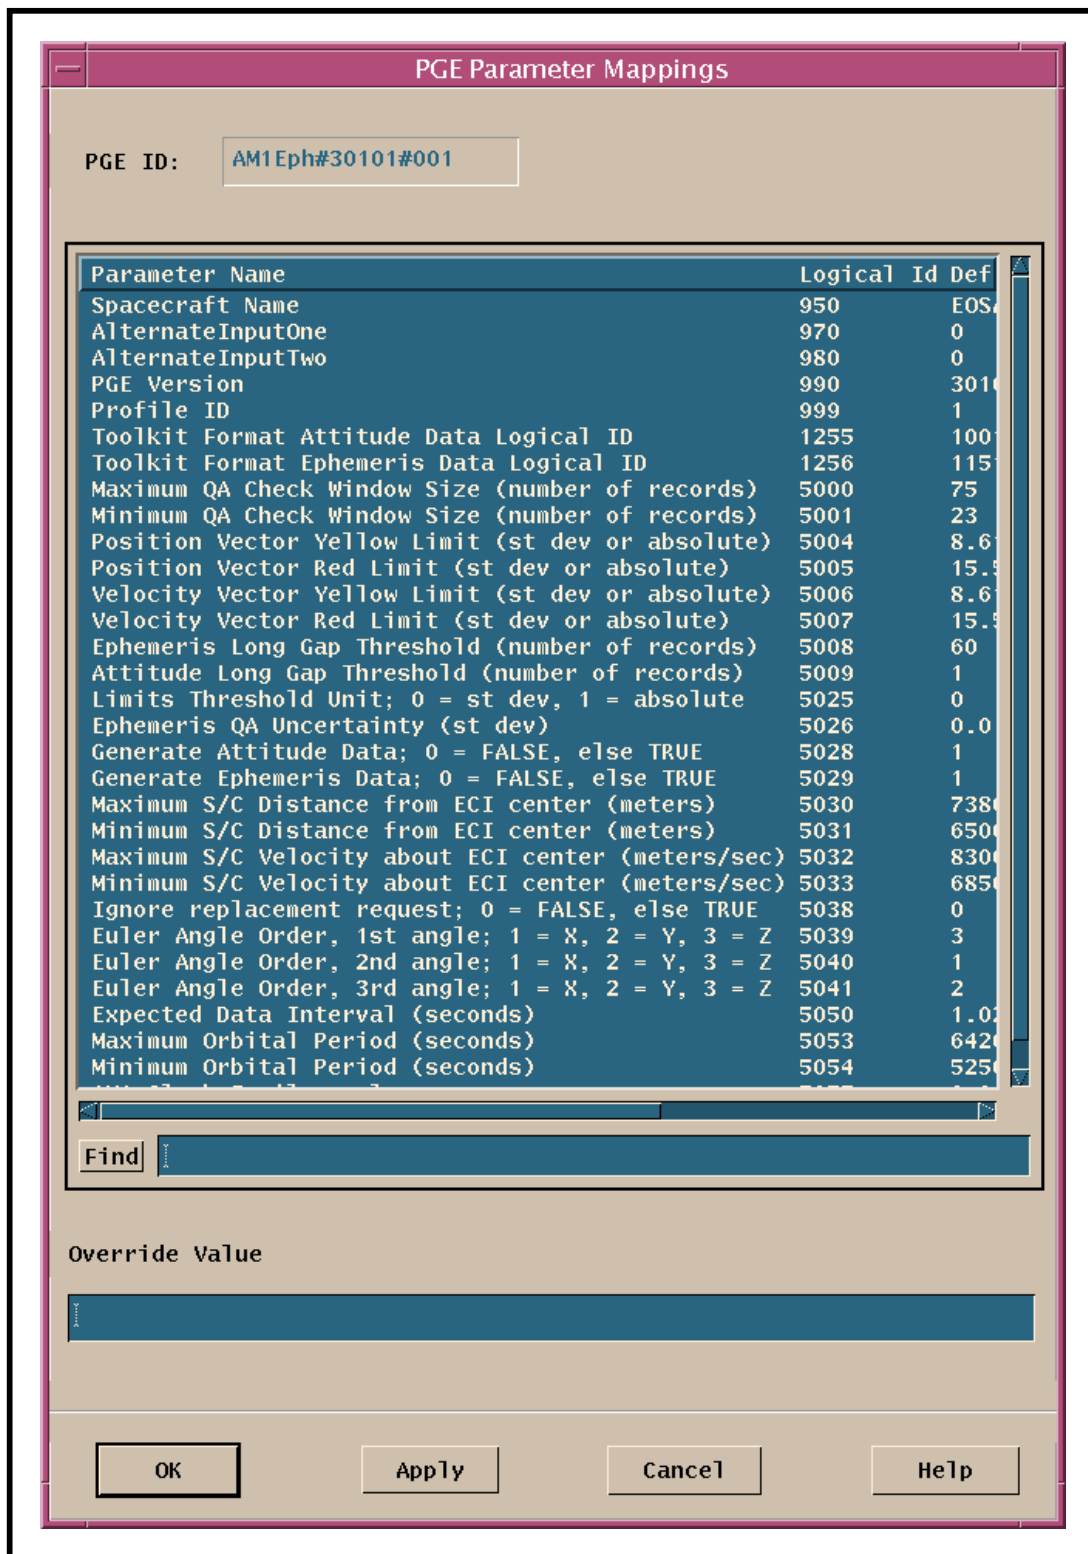 PGE Parameter Mappings
PGE ID: AM1Eph#30101#001
Parameter Name Logical Id Def
Spacecraft Name 950
AlternateInputOne 970 0
AlternateInputTwo 980 0
PGE Version 990
Profile ID 999 1
Toolkit Format Attitude Data Logical ID 1255
Toolkit Format Ephemeris Data Logical ID 1256
Maximum QA Check Window Size (number of records) 5000 75
Minimum QA Check Window Size (number of records) 5001 23
Position Vector Yellow Limit (st dev or absolute) 5004
Position Vector Red Limit (st dev or absolute) 5005
Velocity Vector Yellow Limit (st dev or absolute) 5006
Velocity Vector Red Limit (st dev or absolute) 5007
Ephemeris Long Gap Threshold (number of records) 5008 60
Attitude Long Gap Threshold (number of records) 5009 1
Limits Threshold Unit; 0 = st dev, 1 = absolute 5025 0
Ephemeris QA Uncertainty (st dev) 5026 0.0
Generate Attitude Data; 0 = FALSE, else TRUE 5028 1
Generate Ephemeris Data; 0 = FALSE, else TRUE 5029 1
Maximum S/C Distance from ECI center (meters) 5030
Minimum S/C Distance from ECI center (meters) 5031
Maximum S/C Velocity about ECI center (meters/sec) 5032
Minimum S/C Velocity about ECI center (meters/sec) 5033
Ignore replacement request; 0 = FALSE, else TRUE 5038 0
Euler Angle Order, 1st angle; 1 = X, 2 = Y, 3 = Z 5039 3
Euler Angle Order, 2nd angle; 1 = X, 2 = Y, 3 = Z 5040 1
Euler Angle Order, 3rd angle; 1 = X, 2 = Y, 3 = Z 5041 2
Expected Data Interval (seconds) 5050
Maximum Orbital Period (seconds) 5053
Minimum Orbital Period (seconds) 5054
Find
Override Value
OK Apply Cancel Help